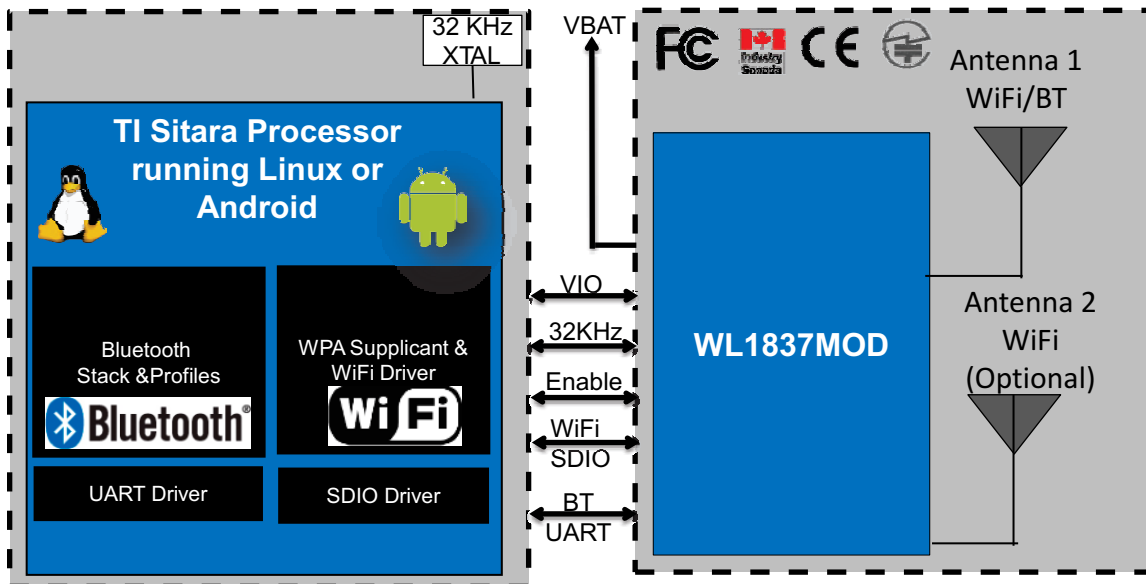 32 KHz
XTAL
TI Sitara Processor
running Linux or
Android
Bluetooth
Stack &Profiles
Bluetooth®
WPA Supplicant &
WiFi Driver
Wi Fi
UART Driver
SDIO Driver
VBAT
VIO
32KHz
Enable
WiFi
SDIO
BT
UART
FC
Industry
Canada
CE
WL1837MOD
Antenna 1
WiFi/BT
Antenna 2
WiFi
(Optional)